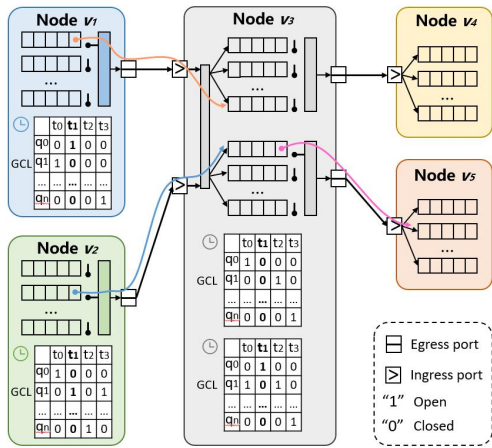 Node v1
...
t0 t1 t2 t3
q0 0 1 0 0
GCL q1 1 0 0 0
... ... ... ... ...
qn 0 0 0 1
Node v2
...
t0 t1 t2 t3
q0 1 0 0 0
GCL q1 0 1 0 1
... ... ... ... ...
qn 0 0 1 0
Node v3
...
...
t0 t1 t2 t3
q0 1 0 0 0
GCL q1 0 0 1 0
... ... ... ... ...
qn 0 0 0 1
t0 t1 t2 t3
q0 0 1 0 0
GCL q1 1 0 1 0
... ... ... ... ...
qn 0 0 0 1
Node v4
...
Node v5
...
Egress port
Ingress port
“1” Open
“0” Closed